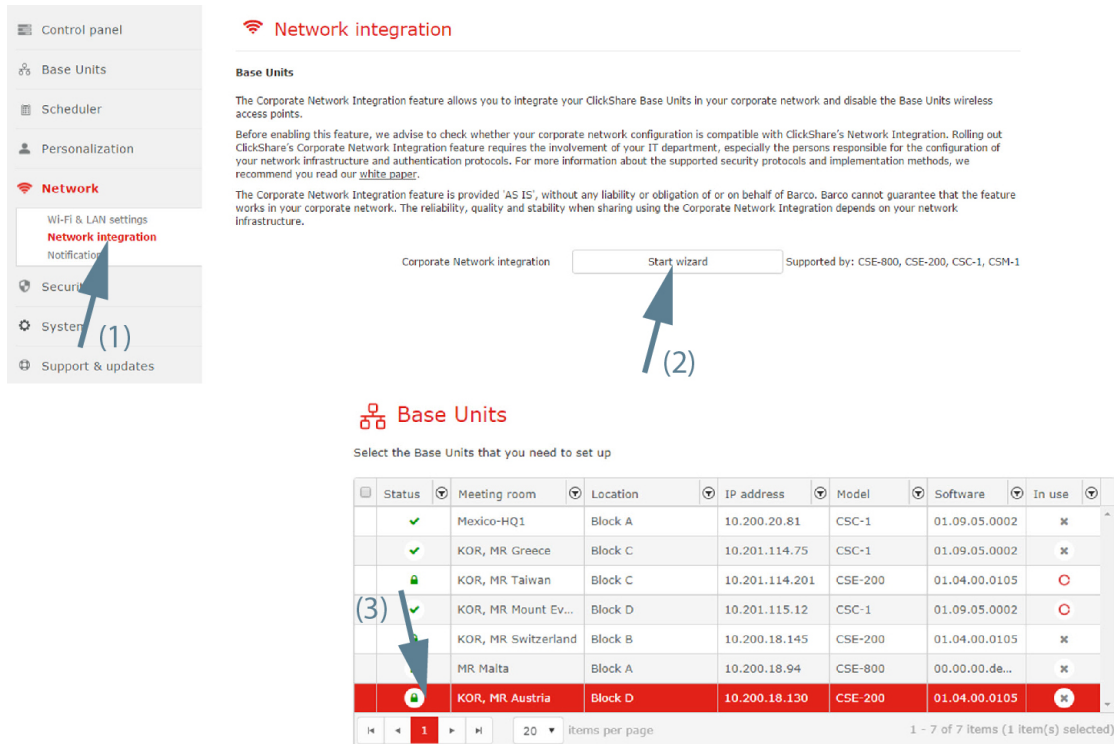 Control panel
Base Units
Scheduler
Personalization
Network
Wi-Fi & LAN settings
Network integration
Notification
Securi
System
Support & updates
(1)
Network integration
Base Units
The Corporate Network Integration feature allows you to integrate your ClickShare Base Units in your corporate network and disable the Base Units wireless
access points.
Before enabling this feature, we advise to check whether your corporate network configuration is compatible with ClickShare's Network Integration. Rolling out
ClickShare's Corporate Network Integration feature requires the involvement of your IT department, especially the persons responsible for the configuration of
your network infrastructure and authentication protocols. For more information about the supported security protocols and implementation methods, we
recommend you read our white paper.
The Corporate Network Integration feature is provided 'AS IS', without any liability or obligation of or on behalf of Barco. Barco cannot guarantee that the feature
works in your corporate network. The reliability, quality and stability when sharing using the Corporate Network Integration depends on your network
infrastructure.
Corporate Network integration Start wizard Supported by: CSE-800, CSE-200, CSC-1, CSM-1
(2)
Base Units
Select the Base Units that you need to set up
Status Meeting room Location IP address Model Software In use
Mexico-HQ1 Block A 10.200.20.81 CSC-1 01.09.05.0002
KOR, MR Greece Block C 10.201.114.75 CSC-1 01.09.05.0002
KOR, MR Taiwan Block C 10.201.114.201 CSE-200 01.04.00.0105
(3)
KOR, MR Mount Ev... Block D 10.201.115.12 CSC-1 01.09.05.0002
KOR, MR Switzerland Block B 10.200.18.145 CSE-200 01.04.00.0105
MR Malta Block A 10.200.18.94 CSE-800 00.00.00.de...
KOR, MR Austria Block D 10.200.18.130 CSE-200 01.04.00.0105
1 20 items per page 1 - 7 of 7 items (1 item(s) selected)